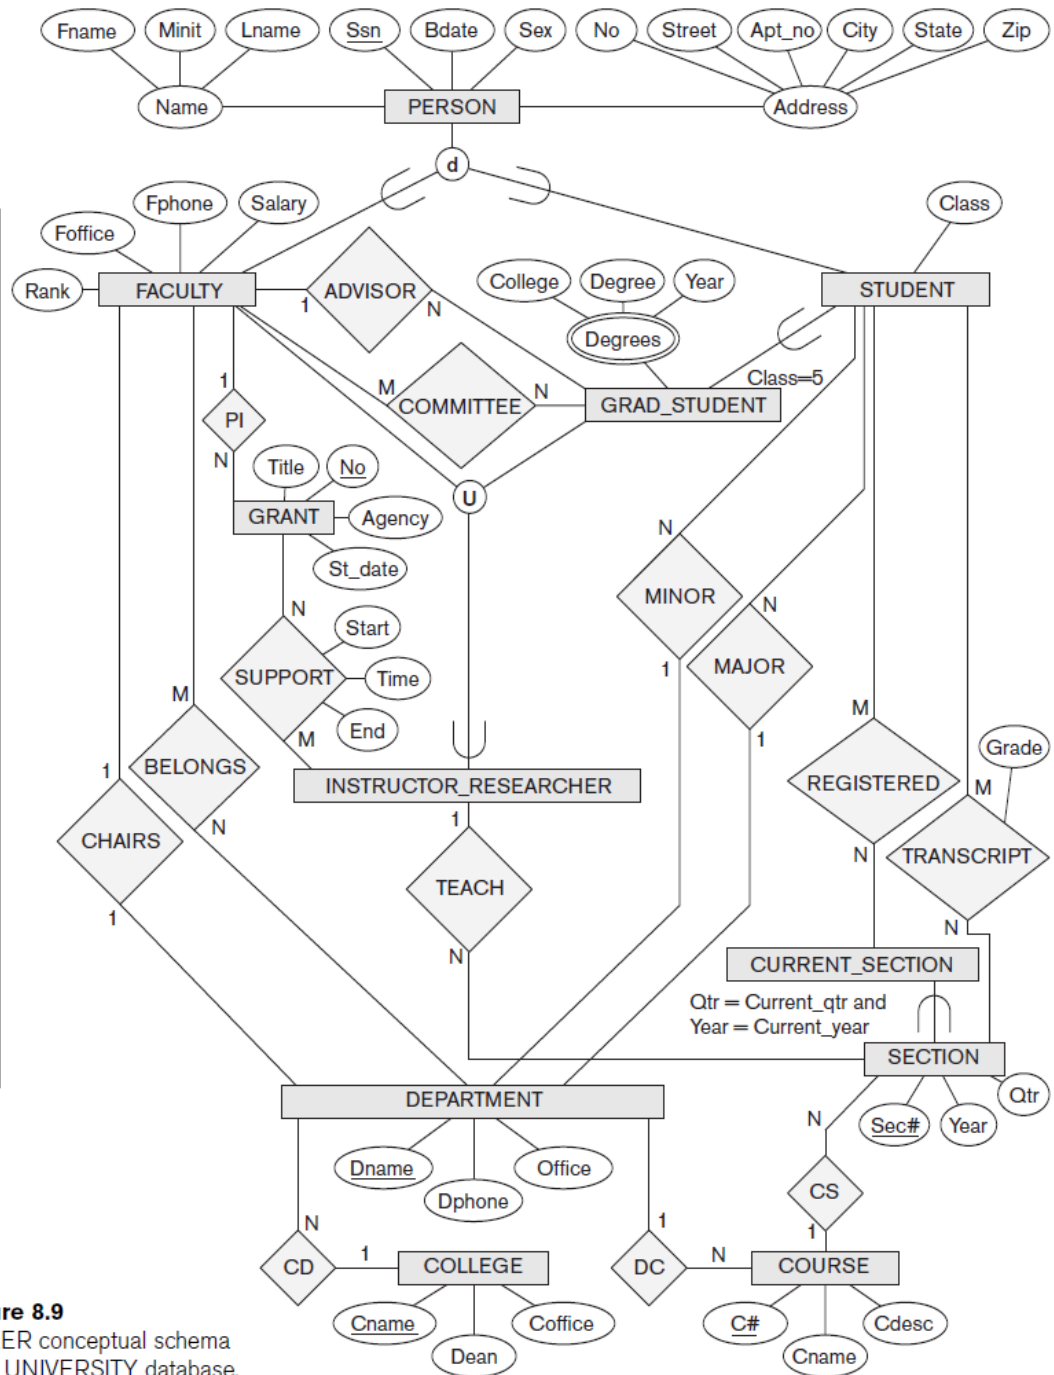 Fname Minit Lname Ssn Bdate Sex No Street Apt_no City State Zip
Name PERSON Address
d
Fphone Salary Class
Foffice
College Degree Year
Rank FACULTY ADVISOR STUDENT
1 N
Degrees
Class=5
1 M N
COMMITTEE GRAD_STUDENT
PI
N Title No
U
GRANT Agency
N
St_date
MINOR
N N
Start
SUPPORT Time
1 MAJOR
M
End
M
M
1
Grade
1 BELONGS
INSTRUCTOR_RESEARCHER
REGISTERED M
1
N
CHAIRS
N TRANSCRIPT
TEACH
1
N
N
CURRENT_SECTION
Qtr = Current_qtr and
Year = Current_year
SECTION
DEPARTMENT
Qtr
N
Sec# Year
Dname Office
Dphone
CS
N 1
1
1 N
CD COLLEGE DC COURSE
Cname Coffice C# Cdesc
Dean Cname
re 8.9
ER conceptual schema
UNIVERSITY database.